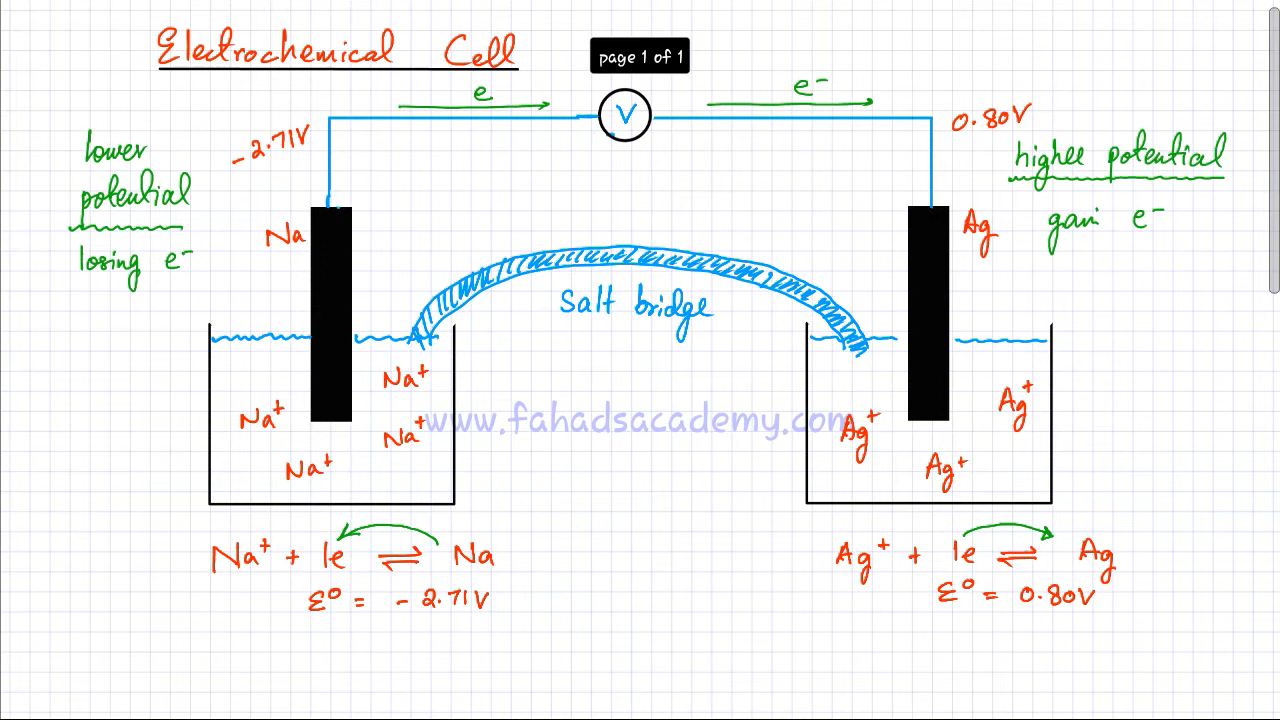 Electrochemical Cell
page 1 of 1
e
e⁻
V
-2.71V
0.80V
lower
potential
losing e⁻
higher potential
gain e⁻
Na
Ag
Salt bridge
Na⁺
Na⁺
Na⁺
Na⁺
www.fahadsacademy.com
Ag⁺
Ag⁺
Ag⁺
Na⁺ + 1e ⇌ Na
Ɛ⁰ = - 2.71V
Ag⁺ + 1e ⇌ Ag
Ɛ⁰ = 0.80V